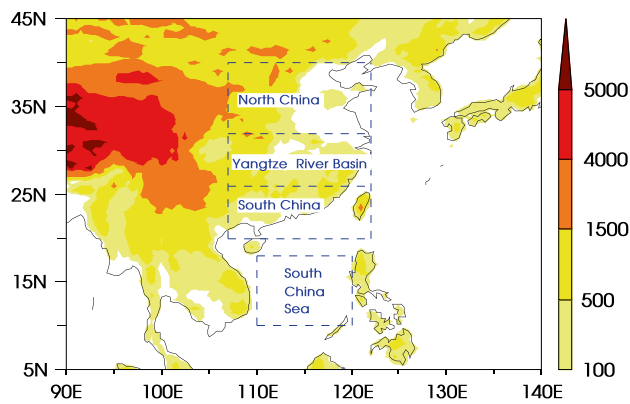 45N
35N
25N
15N
5N
90E
100E
110E
120E
130E
140E
North China
Yangtze River Basin
South China
South
China
Sea
5000
4000
1500
500
100